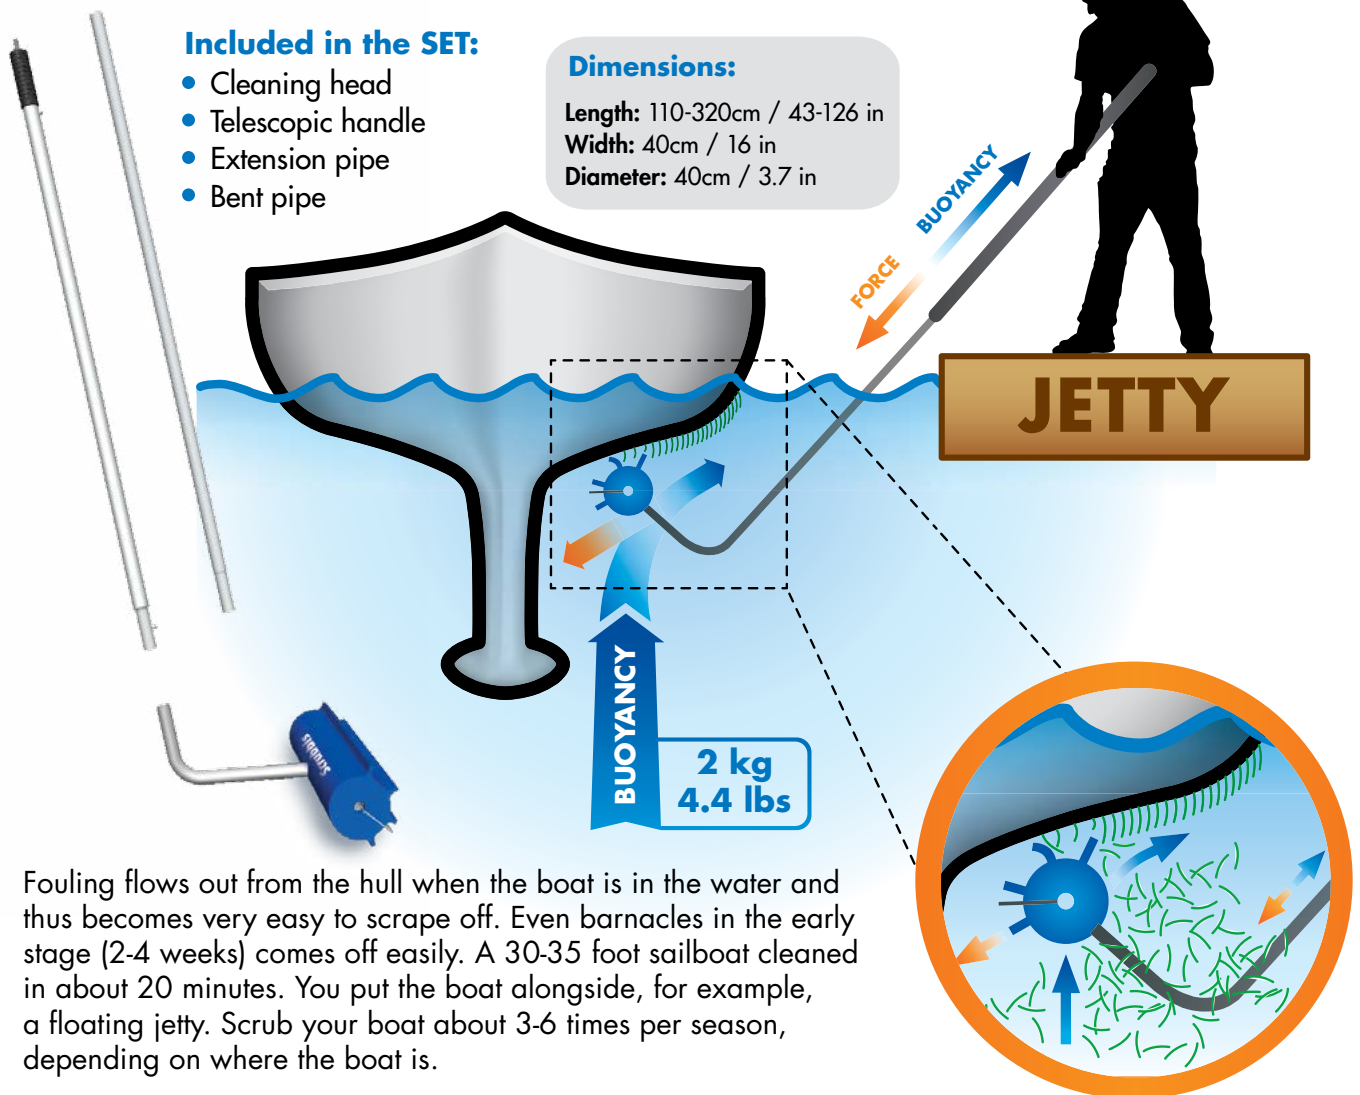 Included in the SET:
• Cleaning head
• Telescopic handle
• Extension pipe
• Bent pipe
Dimensions:
Length: 110-320cm / 43-126 in
Width: 40cm / 16 in
Diameter: 40cm / 3.7 in
BUOYANCY
FORCE
JETTY
BUOYANCY
2 kg
4.4 lbs
SCRUBBIS
Fouling flows out from the hull when the boat is in the water and
thus becomes very easy to scrape off. Even barnacles in the early
stage (2-4 weeks) comes off easily. A 30-35 foot sailboat cleaned
in about 20 minutes. You put the boat alongside, for example,
a floating jetty. Scrub your boat about 3-6 times per season,
depending on where the boat is.